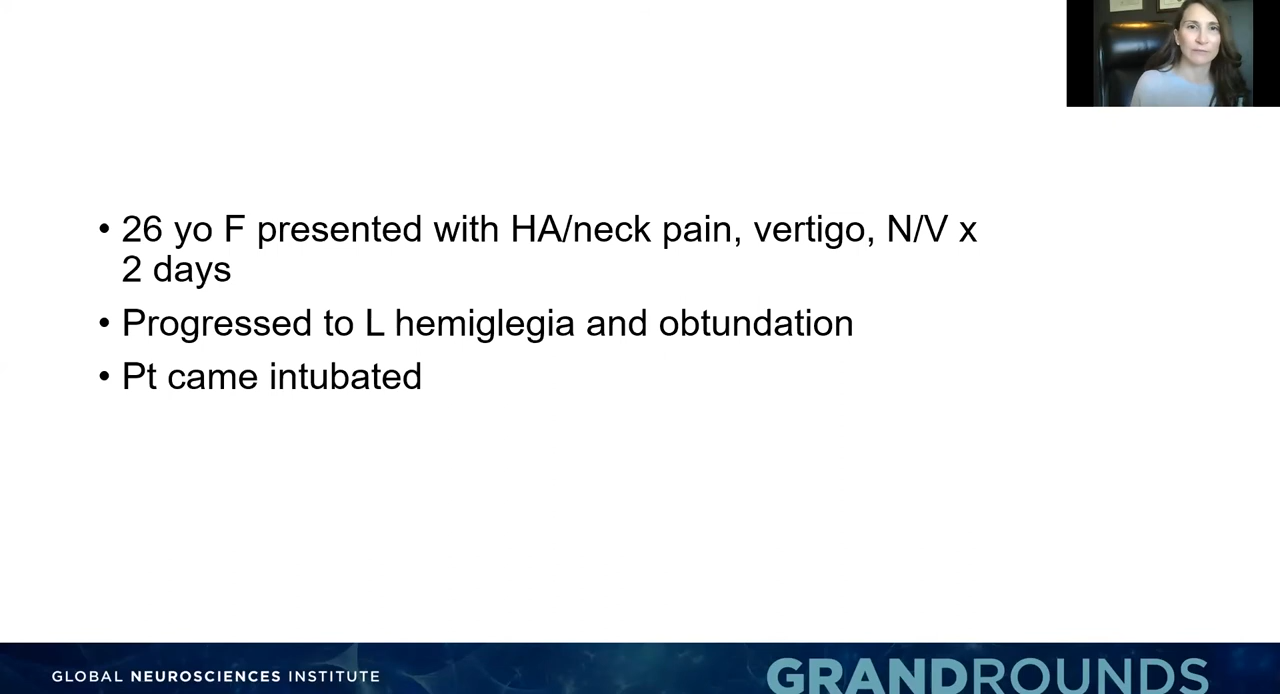 • 26 yo F presented with HA/neck pain, vertigo, N/V x
2 days
• Progressed to L hemiglegia and obtundation
• Pt came intubated
GLOBAL NEUROSCIENCES INSTITUTE
GRANDROUNDS